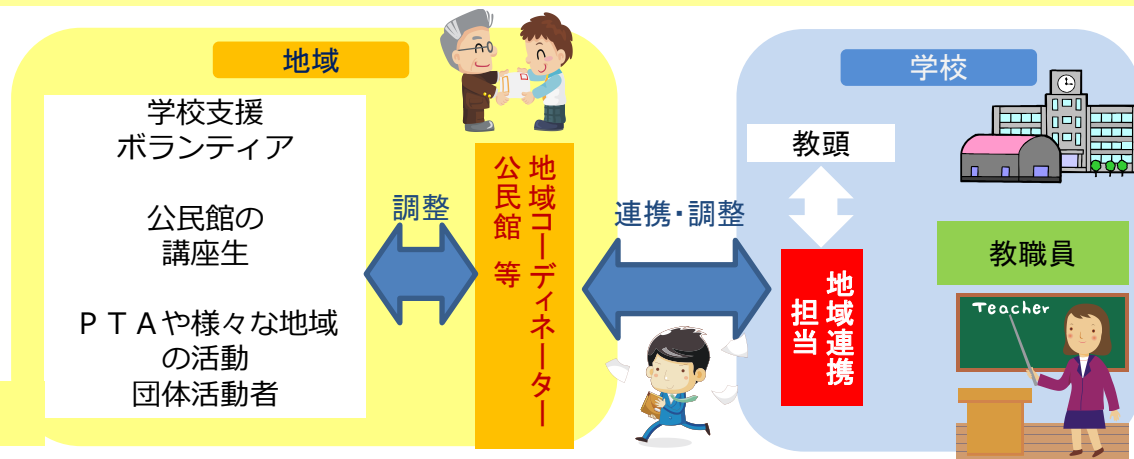 地域
学校支援
ボランティア
公民館の
講座生
ＰＴＡや様々な地域
の活動
団体活動者
調整
地域コーディネーター
公民館 等
連携・調整
学校
教頭
地域連携
担当
教職員
Teacher